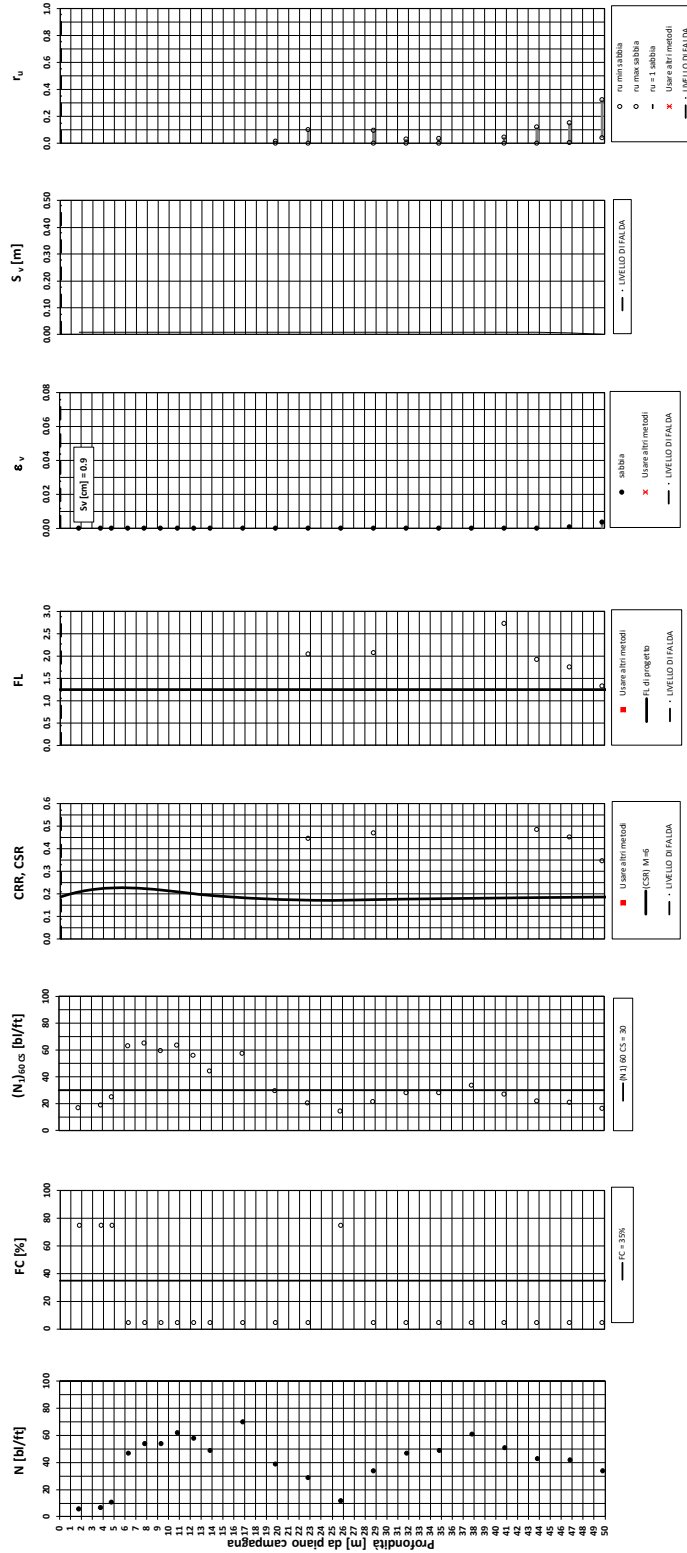 N [bl/ft]
0 20 40 60 80 100
Profondità [m] da piano campagna
0
1
2
3
4
5
6
7
8
9
10
11
12
13
14
15
16
17
18
19
20
21
22
23
24
25
26
27
28
29
30
31
32
33
34
35
36
37
38
39
40
41
42
43
44
45
46
47
48
49
50
FC [%]
0 20 40 60 80 100
FC = 35%
(N₁)₆₀ cs [bl/ft]
0 20 40 60 80 100
(N1) 60 CS = 30
CRR, CSR
0.0 0.1 0.2 0.3 0.4 0.5 0.6
Usare altri metodi
(CSR) M=6
LIVELLO DI FALDA
FL
0.0 0.5 1.0 1.5 2.0 2.5 3.0
Usare altri metodi
FL di progetto
LIVELLO DI FALDA
ε v
0.00 0.02 0.04 0.06 0.08
Sv [cm] = 0.9
sabbia
Usare altri metodi
LIVELLO DI FALDA
S v [m]
0.00 0.10 0.20 0.30 0.40 0.50
LIVELLO DI FALDA
ru
0.0 0.2 0.4 0.6 0.8 1.0
ru min sabbia
ru max sabbia
ru = 1 sabbia
Usare altri metodi
LIVELLO DI FALDA